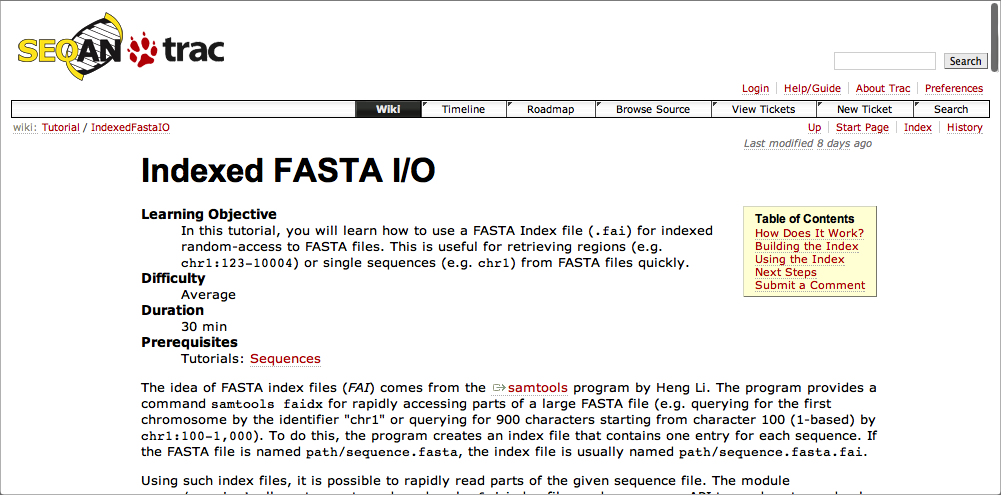 SEQAN trac
Search
Login Help/Guide About Trac Preferences
Wiki Timeline Roadmap Browse Source View Tickets New Ticket Search
wiki: Tutorial / IndexedFastaIO
Up Start Page Index History
Last modified 8 days ago
Indexed FASTA I/O
Learning Objective
In this tutorial, you will learn how to use a FASTA Index file (.fai) for indexed
random-access to FASTA files. This is useful for retrieving regions (e.g.
chr1:123-10004) or single sequences (e.g. chr1) from FASTA files quickly.
Difficulty
Average
Duration
30 min
Prerequisites
Tutorials: Sequences
Table of Contents
How Does It Work?
Building the Index
Using the Index
Next Steps
Submit a Comment
The idea of FASTA index files (FAI) comes from the samtools program by Heng Li. The program provides a
command samtools faidx for rapidly accessing parts of a large FASTA file (e.g. querying for the first
chromosome by the identifier "chr1" or querying for 900 characters starting from character 100 (1-based) by
chr1:100-1,000). To do this, the program creates an index file that contains one entry for each sequence. If
the FASTA file is named path/sequence.fasta, the index file is usually named path/sequence.fasta.fai.
Using such index files, it is possible to rapidly read parts of the given sequence file. The module